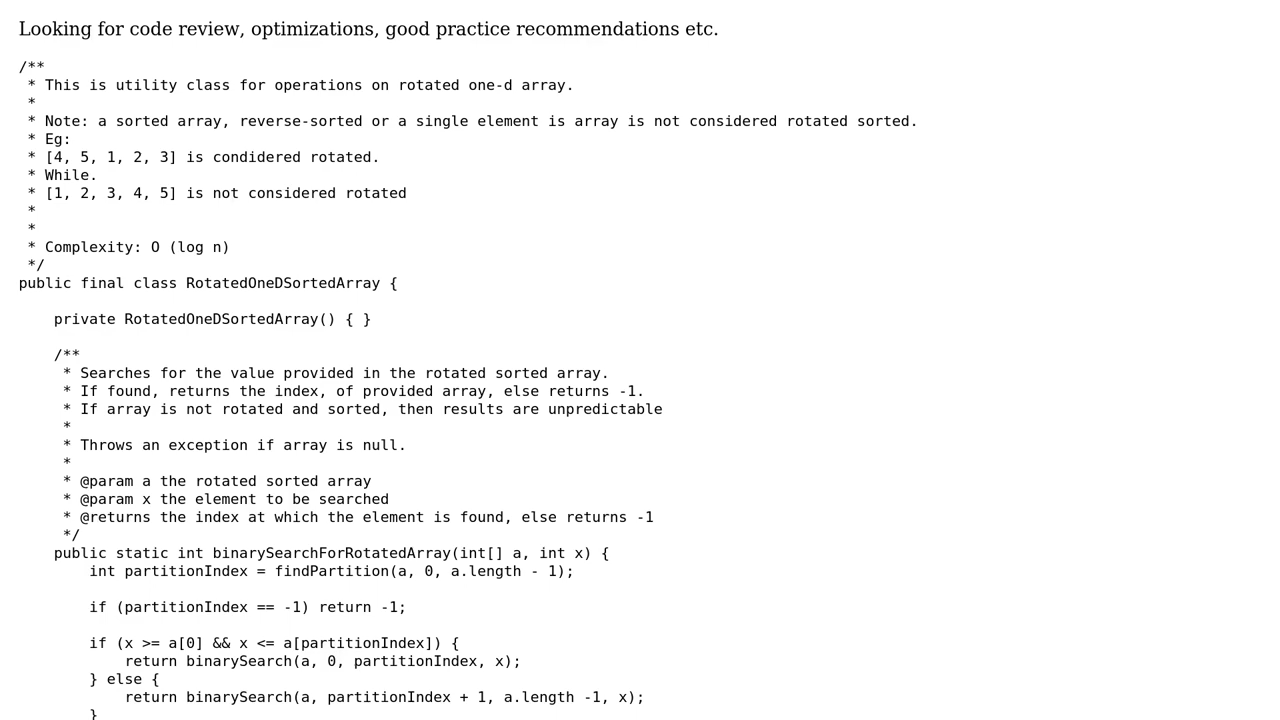 Looking for code review, optimizations, good practice recommendations etc.
/**
 * This is utility class for operations on rotated one-d array.
 *
 * Note: a sorted array, reverse-sorted or a single element is array is not considered rotated sorted.
 * Eg:
 * [4, 5, 1, 2, 3] is condidered rotated.
 * While.
 * [1, 2, 3, 4, 5] is not considered rotated
 *
 *
 * Complexity: O (log n)
 */
public final class RotatedOneDSortedArray {

    private RotatedOneDSortedArray() { }

    /**
     * Searches for the value provided in the rotated sorted array.
     * If found, returns the index, of provided array, else returns -1.
     * If array is not rotated and sorted, then results are unpredictable
     *
     * Throws an exception if array is null.
     *
     * @param a the rotated sorted array
     * @param x the element to be searched
     * @returns the index at which the element is found, else returns -1
     */
    public static int binarySearchForRotatedArray(int[] a, int x) {
        int partitionIndex = findPartition(a, 0, a.length - 1);

        if (partitionIndex == -1) return -1;

        if (x >= a[0] && x <= a[partitionIndex]) {
            return binarySearch(a, 0, partitionIndex, x);
        } else {
            return binarySearch(a, partitionIndex + 1, a.length -1, x);
        }